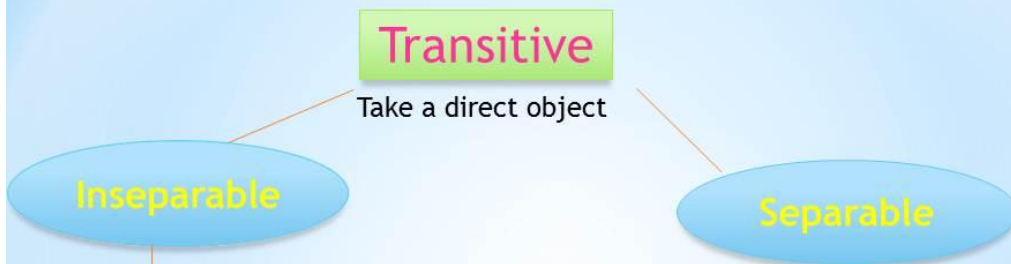 Transitive
Take a direct object
Inseparable
Separable